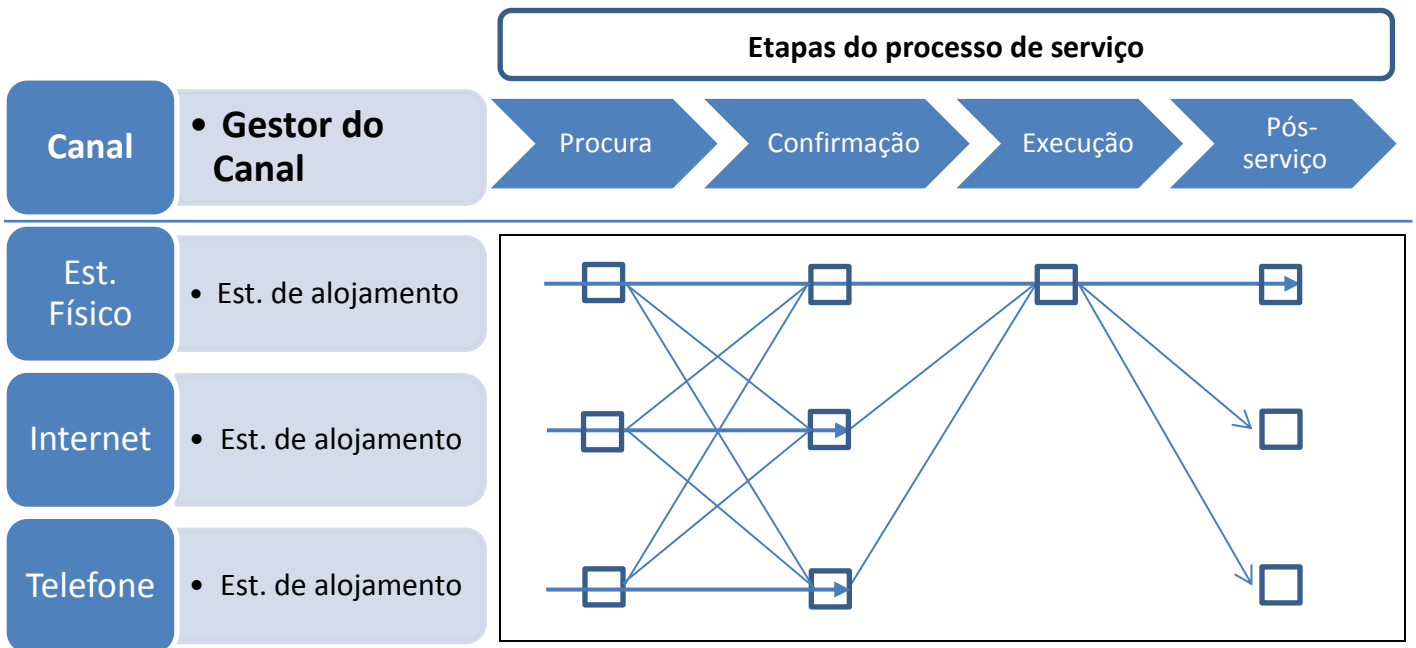 Etapas do processo de serviço
Canal
• Gestor do
Canal
Procura
Confirmação
Execução
Pós-
serviço
Est.
Físico
• Est. de alojamento
Internet
• Est. de alojamento
Telefone
• Est. de alojamento